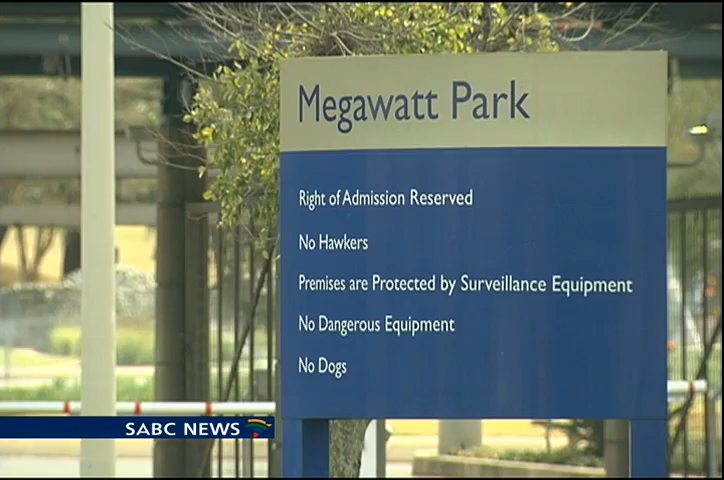 Megawatt Park
Right of Admission Reserved
No Hawkers
Premises are Protected by Surveillance Equipment
No Dangerous Equipment
No Dogs
SABC NEWS